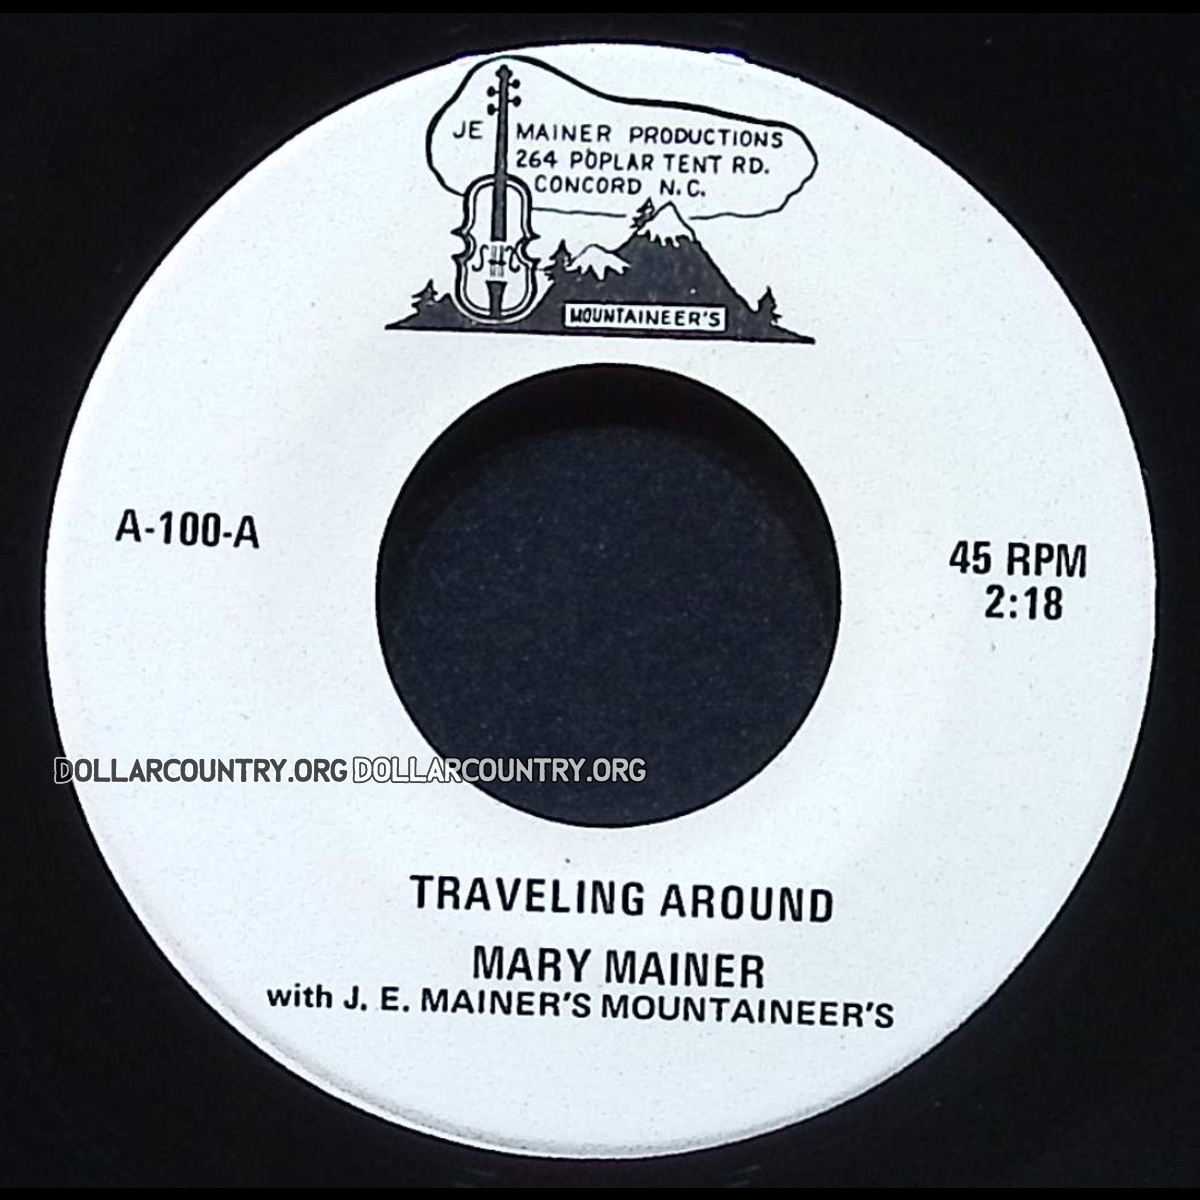 JE MAINER PRODUCTIONS
264 POPLAR TENT RD.
CONCORD N.C.
MOUNTAINEER'S
A-100-A
45 RPM
2:18
DOLLARCOUNTRY.ORG DOLLARCOUNTRY.ORG
TRAVELING AROUND
MARY MAINER
with J. E. MAINER'S MOUNTAINEER'S